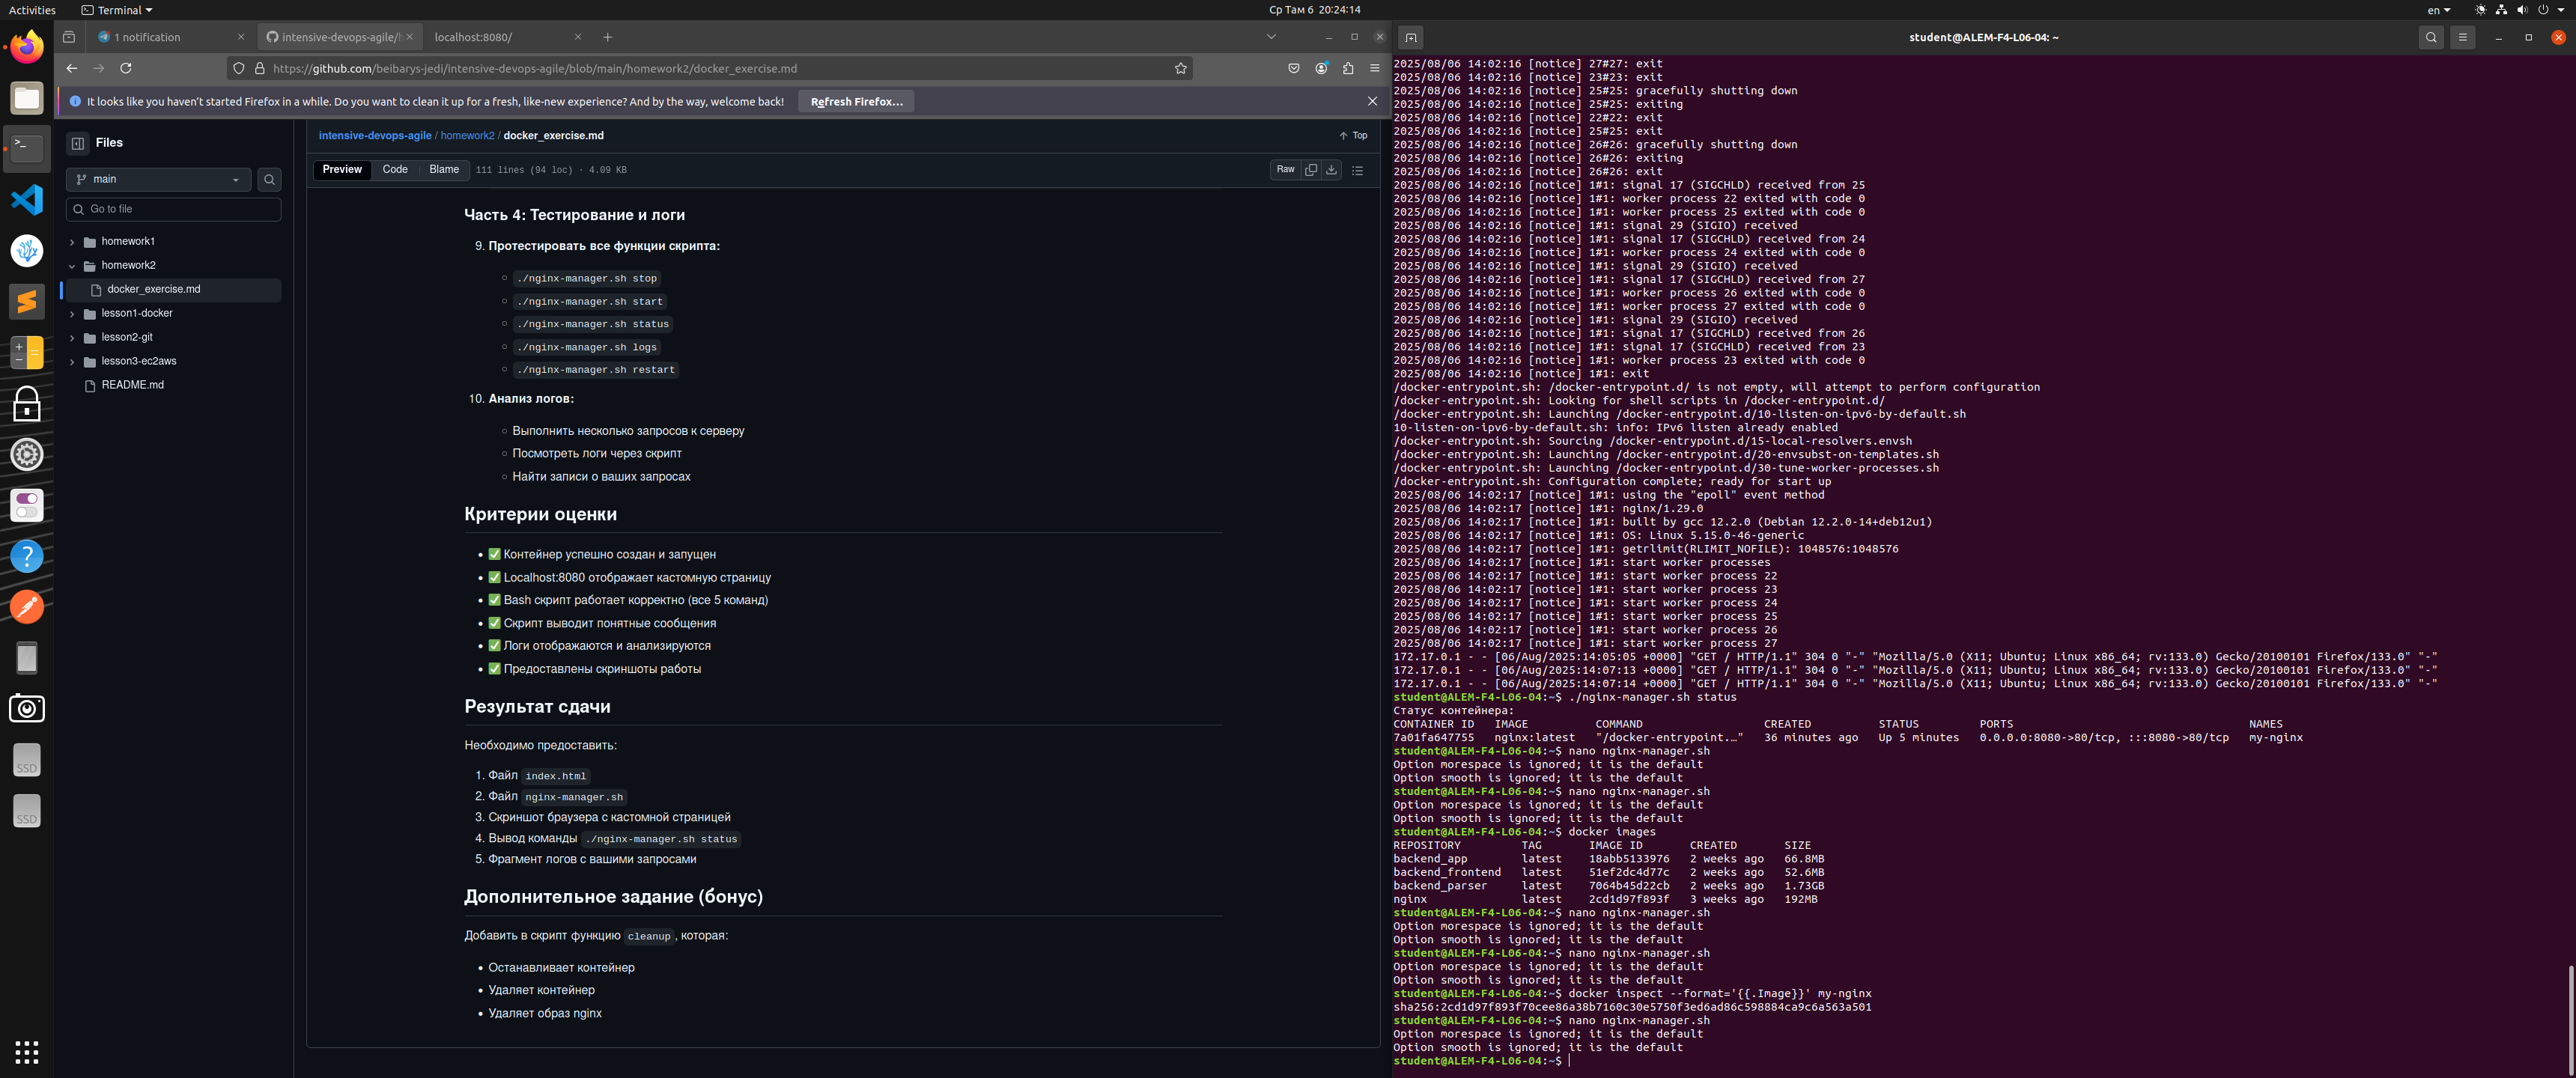 Activities
Terminal
Ср Там 6 20:24:14
en
1 notification
intensive-devops-agile/h
localhost:8080/
https://github.com/beibarys-jedi/intensive-devops-agile/blob/main/homework2/docker_exercise.md
It looks like you haven't started Firefox in a while. Do you want to clean it up for a fresh, like-new experience? And by the way, welcome back!
Refresh Firefox...
Files
main
Go to file
homework1
homework2
docker_exercise.md
lesson1-docker
lesson2-git
lesson3-ec2aws
README.md
intensive-devops-agile / homework2 / docker_exercise.md
Top
Preview
Code
Blame
111 lines (94 loc) · 4.09 KB
Raw
Часть 4: Тестирование и логи
9. Протестировать все функции скрипта:
./nginx-manager.sh stop
./nginx-manager.sh start
./nginx-manager.sh status
./nginx-manager.sh logs
./nginx-manager.sh restart
10. Анализ логов:
Выполнить несколько запросов к серверу
Посмотреть логи через скрипт
Найти записи о ваших запросах
Критерии оценки
✅ Контейнер успешно создан и запущен
✅ Localhost:8080 отображает кастомную страницу
✅ Bash скрипт работает корректно (все 5 команд)
✅ Скрипт выводит понятные сообщения
✅ Логи отображаются и анализируются
✅ Предоставлены скриншоты работы
Результат сдачи
Необходимо предоставить:
1. Файл index.html
2. Файл nginx-manager.sh
3. Скриншот браузера с кастомной страницей
4. Вывод команды ./nginx-manager.sh status
5. Фрагмент логов с вашими запросами
Дополнительное задание (бонус)
Добавить в скрипт функцию cleanup, которая:
Останавливает контейнер
Удаляет контейнер
Удаляет образ nginx
SSD
SSD
student@ALEM-F4-L06-04: ~
2025/08/06 14:02:16 [notice] 27#27: exit
2025/08/06 14:02:16 [notice] 23#23: exit
2025/08/06 14:02:16 [notice] 25#25: gracefully shutting down
2025/08/06 14:02:16 [notice] 25#25: exiting
2025/08/06 14:02:16 [notice] 22#22: exit
2025/08/06 14:02:16 [notice] 25#25: exit
2025/08/06 14:02:16 [notice] 26#26: gracefully shutting down
2025/08/06 14:02:16 [notice] 26#26: exiting
2025/08/06 14:02:16 [notice] 26#26: exit
2025/08/06 14:02:16 [notice] 1#1: signal 17 (SIGCHLD) received from 25
2025/08/06 14:02:16 [notice] 1#1: worker process 22 exited with code 0
2025/08/06 14:02:16 [notice] 1#1: worker process 25 exited with code 0
2025/08/06 14:02:16 [notice] 1#1: signal 29 (SIGIO) received
2025/08/06 14:02:16 [notice] 1#1: signal 17 (SIGCHLD) received from 24
2025/08/06 14:02:16 [notice] 1#1: worker process 24 exited with code 0
2025/08/06 14:02:16 [notice] 1#1: signal 29 (SIGIO) received
2025/08/06 14:02:16 [notice] 1#1: signal 17 (SIGCHLD) received from 27
2025/08/06 14:02:16 [notice] 1#1: worker process 26 exited with code 0
2025/08/06 14:02:16 [notice] 1#1: worker process 27 exited with code 0
2025/08/06 14:02:16 [notice] 1#1: signal 29 (SIGIO) received
2025/08/06 14:02:16 [notice] 1#1: signal 17 (SIGCHLD) received from 26
2025/08/06 14:02:16 [notice] 1#1: signal 17 (SIGCHLD) received from 23
2025/08/06 14:02:16 [notice] 1#1: worker process 23 exited with code 0
2025/08/06 14:02:16 [notice] 1#1: exit
/docker-entrypoint.sh: /docker-entrypoint.d/ is not empty, will attempt to perform configuration
/docker-entrypoint.sh: Looking for shell scripts in /docker-entrypoint.d/
/docker-entrypoint.sh: Launching /docker-entrypoint.d/10-listen-on-ipv6-by-default.sh
10-listen-on-ipv6-by-default.sh: info: IPv6 listen already enabled
/docker-entrypoint.sh: Sourcing /docker-entrypoint.d/15-local-resolvers.envsh
/docker-entrypoint.sh: Launching /docker-entrypoint.d/20-envsubst-on-templates.sh
/docker-entrypoint.sh: Launching /docker-entrypoint.d/30-tune-worker-processes.sh
/docker-entrypoint.sh: Configuration complete; ready for start up
2025/08/06 14:02:17 [notice] 1#1: using the "epoll" event method
2025/08/06 14:02:17 [notice] 1#1: nginx/1.29.0
2025/08/06 14:02:17 [notice] 1#1: built by gcc 12.2.0 (Debian 12.2.0-14+deb12u1)
2025/08/06 14:02:17 [notice] 1#1: OS: Linux 5.15.0-46-generic
2025/08/06 14:02:17 [notice] 1#1: getrlimit(RLIMIT_NOFILE): 1048576:1048576
2025/08/06 14:02:17 [notice] 1#1: start worker processes
2025/08/06 14:02:17 [notice] 1#1: start worker process 22
2025/08/06 14:02:17 [notice] 1#1: start worker process 23
2025/08/06 14:02:17 [notice] 1#1: start worker process 24
2025/08/06 14:02:17 [notice] 1#1: start worker process 25
2025/08/06 14:02:17 [notice] 1#1: start worker process 26
2025/08/06 14:02:17 [notice] 1#1: start worker process 27
172.17.0.1 - - [06/Aug/2025:14:05:05 +0000] "GET / HTTP/1.1" 304 0 "-" "Mozilla/5.0 (X11; Ubuntu; Linux x86_64; rv:133.0) Gecko/20100101 Firefox/133.0" "-"
172.17.0.1 - - [06/Aug/2025:14:07:13 +0000] "GET / HTTP/1.1" 304 0 "-" "Mozilla/5.0 (X11; Ubuntu; Linux x86_64; rv:133.0) Gecko/20100101 Firefox/133.0" "-"
172.17.0.1 - - [06/Aug/2025:14:07:14 +0000] "GET / HTTP/1.1" 304 0 "-" "Mozilla/5.0 (X11; Ubuntu; Linux x86_64; rv:133.0) Gecko/20100101 Firefox/133.0" "-"
student@ALEM-F4-L06-04:~$ ./nginx-manager.sh status
Статус контейнера:
CONTAINER ID IMAGE COMMAND CREATED STATUS PORTS NAMES
7a01fa647755 nginx:latest "/docker-entrypoint.…" 36 minutes ago Up 5 minutes 0.0.0.0:8080->80/tcp, :::8080->80/tcp my-nginx
student@ALEM-F4-L06-04:~$ nano nginx-manager.sh
Option morespace is ignored; it is the default
Option smooth is ignored; it is the default
student@ALEM-F4-L06-04:~$ nano nginx-manager.sh
Option morespace is ignored; it is the default
Option smooth is ignored; it is the default
student@ALEM-F4-L06-04:~$ docker images
REPOSITORY TAG IMAGE ID CREATED SIZE
backend_app latest 18abb5133976 2 weeks ago 66.8MB
backend_frontend latest 51ef2dc4d77c 2 weeks ago 52.6MB
backend_parser latest 7064b45d22cb 2 weeks ago 1.73GB
nginx latest 2cd1d97f893f 3 weeks ago 192MB
student@ALEM-F4-L06-04:~$ nano nginx-manager.sh
Option morespace is ignored; it is the default
Option smooth is ignored; it is the default
student@ALEM-F4-L06-04:~$ nano nginx-manager.sh
Option morespace is ignored; it is the default
Option smooth is ignored; it is the default
student@ALEM-F4-L06-04:~$ docker inspect --format='{{.Image}}' my-nginx
sha256:2cd1d97f893f70cee86a38b7160c30e5750f3ed6ad86c598884ca9c6a563a501
student@ALEM-F4-L06-04:~$ nano nginx-manager.sh
Option morespace is ignored; it is the default
Option smooth is ignored; it is the default
student@ALEM-F4-L06-04:~$